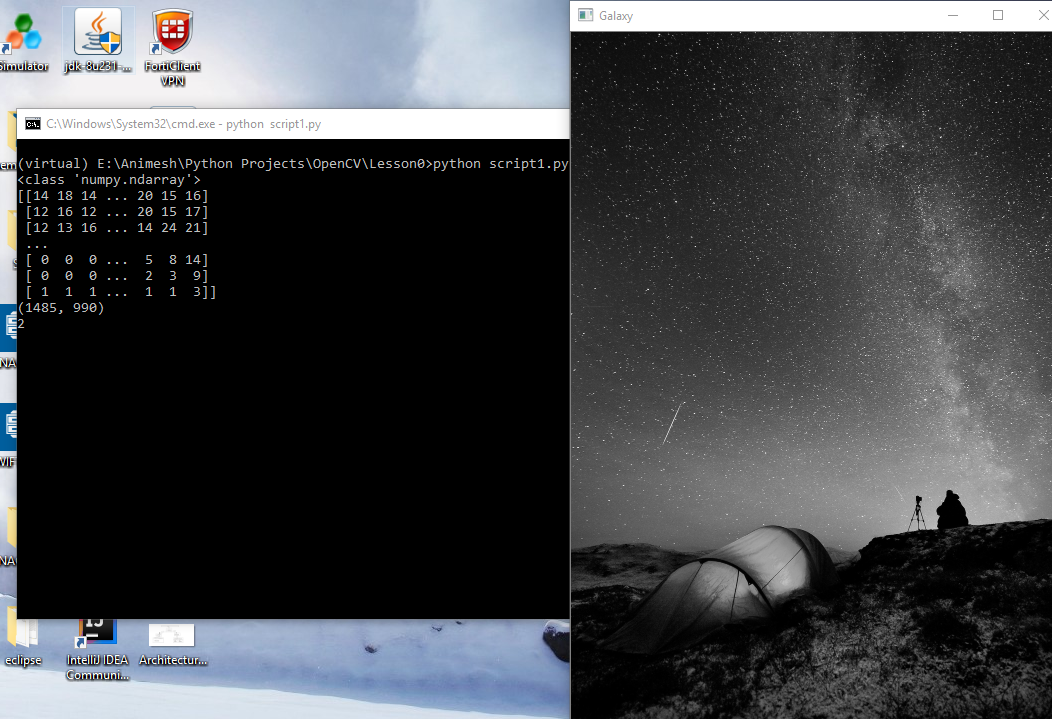 Simulator
jdk-8u231-...
FortiClient
VPN
Galaxy
C:\Windows\System32\cmd.exe - python  script1.py
(virtual) E:\Animesh\Python Projects\OpenCV\Lesson0>python script1.py
<class 'numpy.ndarray'>
[[14 18 14 ... 20 15 16]
 [12 16 12 ... 20 15 17]
 [12 13 16 ... 14 24 21]
 ...
 [ 0  0  0 ...  5  8 14]
 [ 0  0  0 ...  2  3  9]
 [ 1  1  1 ...  1  1  3]]
(1485, 990)
2
eclipse
IntelliJ IDEA
Communi...
Architectur...